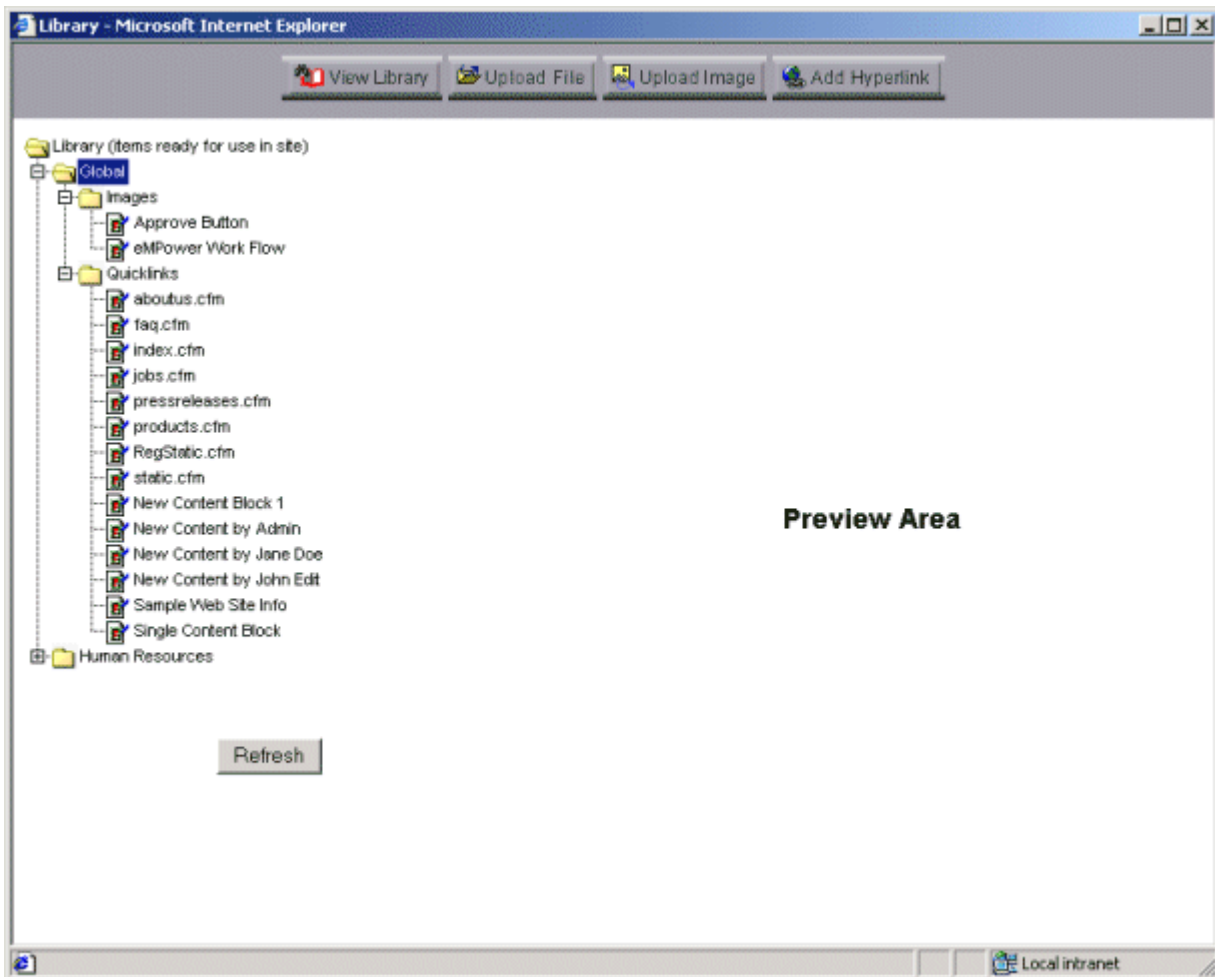 Library - Microsoft Internet Explorer
View Library Upload File Upload Image Add Hyperlink
Library (items ready for use in site)
Global
Images
Approve Button
eMPower Work Flow
Quicklinks
aboutus.cfm
faq.cfm
index.cfm
jobs.cfm
pressreleases.cfm
products.cfm
RegStatic.cfm
static.cfm
New Content Block 1
New Content by Admin
New Content by Jane Doe
New Content by John Edit
Sample Web Site Info
Single Content Block
Human Resources
Preview Area
Refresh
Local intranet